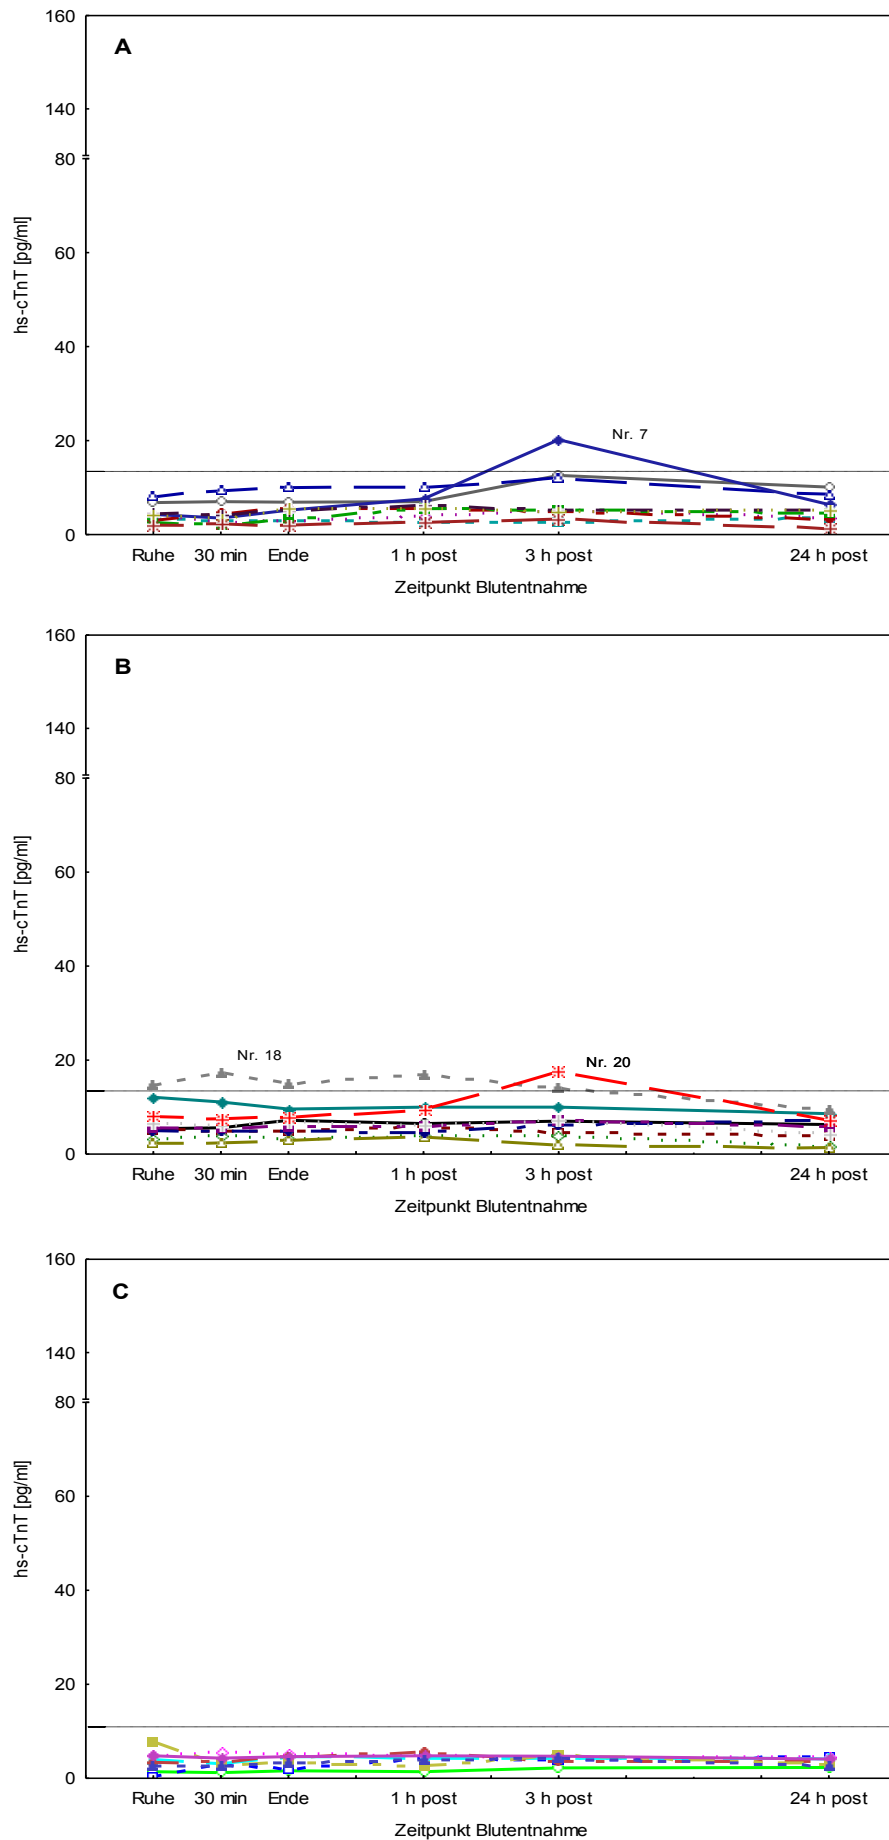 A
160
140
80
60
40
20
0
hs-cTnT [pg/ml]
Nr. 7
Ruhe 30 min Ende 1 h post 3 h post 24 h post
Zeitpunkt Blutentnahme
B
160
140
80
60
40
20
0
hs-cTnT [pg/ml]
Nr. 18
Nr. 20
Ruhe 30 min Ende 1 h post 3 h post 24 h post
Zeitpunkt Blutentnahme
C
160
140
80
60
40
20
0
hs-cTnT [pg/ml]
Ruhe 30 min Ende 1 h post 3 h post 24 h post
Zeitpunkt Blutentnahme